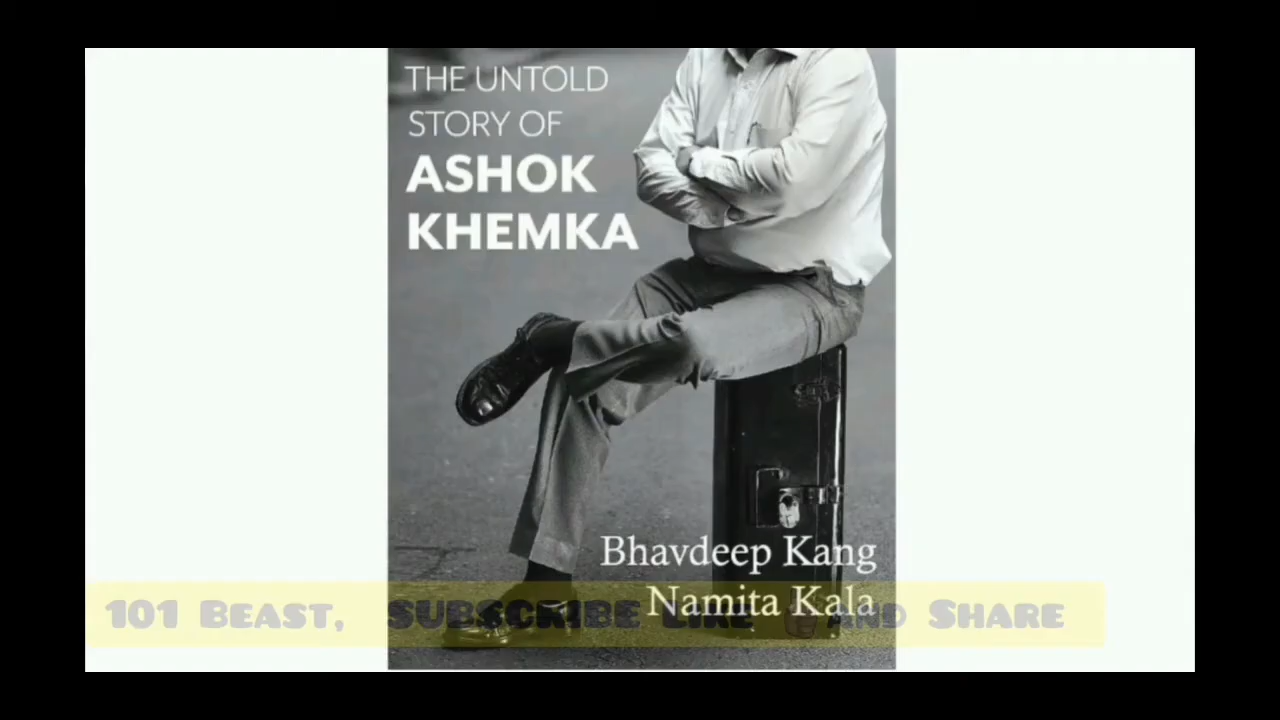 THE UNTOLD
STORY OF
ASHOK
KHEMKA
Bhavdeep Kang
Namita Kala
101 Beast, Subscribe Like and Share